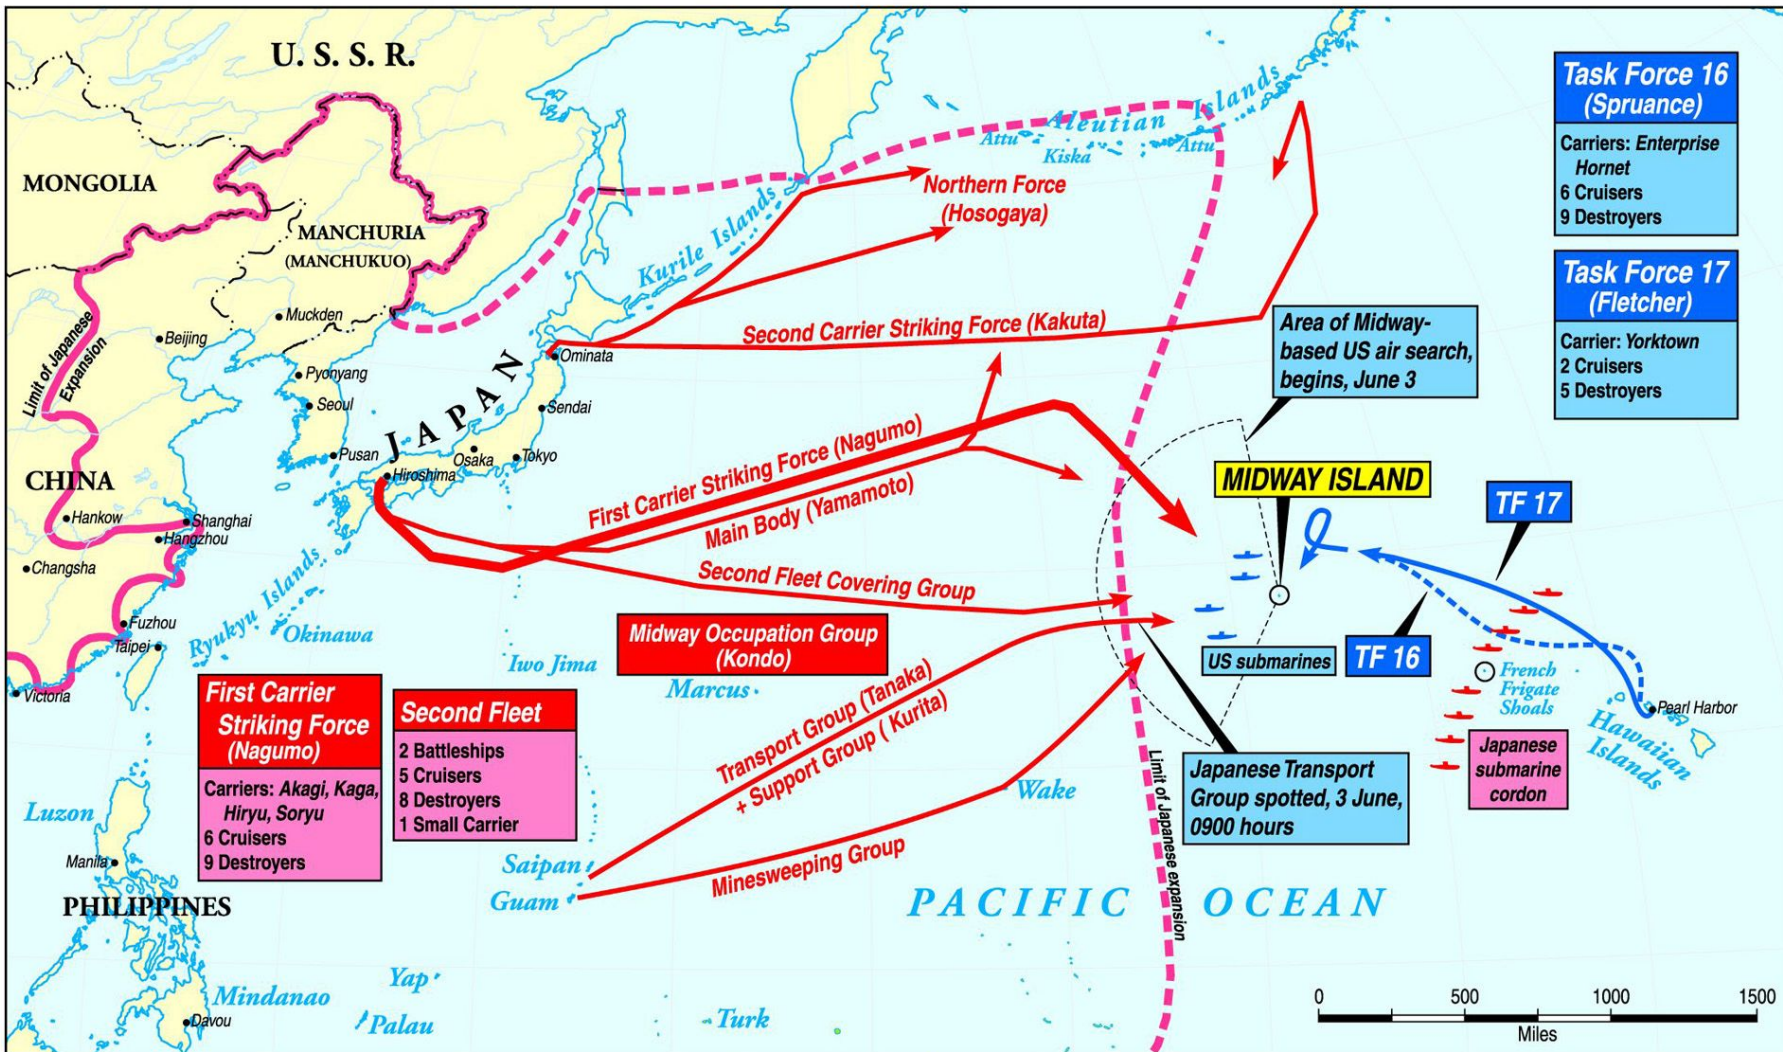 U. S. S. R.
MONGOLIA
MANCHURIA
(MANCHUKUO)
Limit of Japanese
Expansion
Beijing
Muckden
Pyonyang
Seoul
Pusan
CHINA
Hankow
Shanghai
Hangzhou
Changsha
Fuzhou
Taipei
Victoria
JAPAN
Ominata
Sendai
Tokyo
Osaka
Hiroshima
Kurile Islands
Ryukyu Islands
Okinawa
Iwo Jima
Marcus
Aleutian Islands
Attu
Kiska
Attu
Northern Force
(Hosogaya)
Second Carrier Striking Force (Kakuta)
First Carrier Striking Force (Nagumo)
Main Body (Yamamoto)
Second Fleet Covering Group
Midway Occupation Group
(Kondo)
Transport Group (Tanaka)
+ Support Group ( Kurita)
Minesweeping Group
Task Force 16
(Spruance)
Carriers: Enterprise
Hornet
6 Cruisers
9 Destroyers
Task Force 17
(Fletcher)
Carrier: Yorktown
2 Cruisers
5 Destroyers
Area of Midway-
based US air search,
begins, June 3
MIDWAY ISLAND
TF 17
TF 16
US submarines
French
Frigate
Shoals
Pearl Harbor
Hawaiian
Islands
Japanese
submarine
cordon
Japanese Transport
Group spotted, 3 June,
0900 hours
Limit of Japanese expansion
First Carrier
Striking Force
(Nagumo)
Carriers: Akagi, Kaga,
Hiryu, Soryu
6 Cruisers
9 Destroyers
Second Fleet
2 Battleships
5 Cruisers
8 Destroyers
1 Small Carrier
Luzon
Manila
PHILIPPINES
Mindanao
Davou
Saipan
Guam
Wake
Yap
Palau
Turk
PACIFIC OCEAN
0 500 1000 1500
Miles